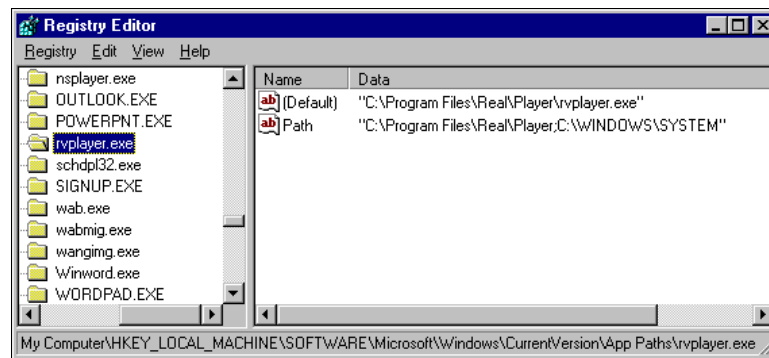 Registry Editor
Registry Edit View Help
nsplayer.exe
OUTLOOK.EXE
POWERPNT.EXE
rvplayer.exe
schdpl32.exe
SIGNUP.EXE
wab.exe
wabmig.exe
wangimg.exe
Winword.exe
WORDPAD.EXE
Name Data
ab (Default) "C:\Program Files\Real\Player\rvplayer.exe"
ab Path "C:\Program Files\Real\Player;C:\WINDOWS\SYSTEM"
My Computer\HKEY_LOCAL_MACHINE\SOFTWARE\Microsoft\Windows\CurrentVersion\App Paths\rvplayer.exe